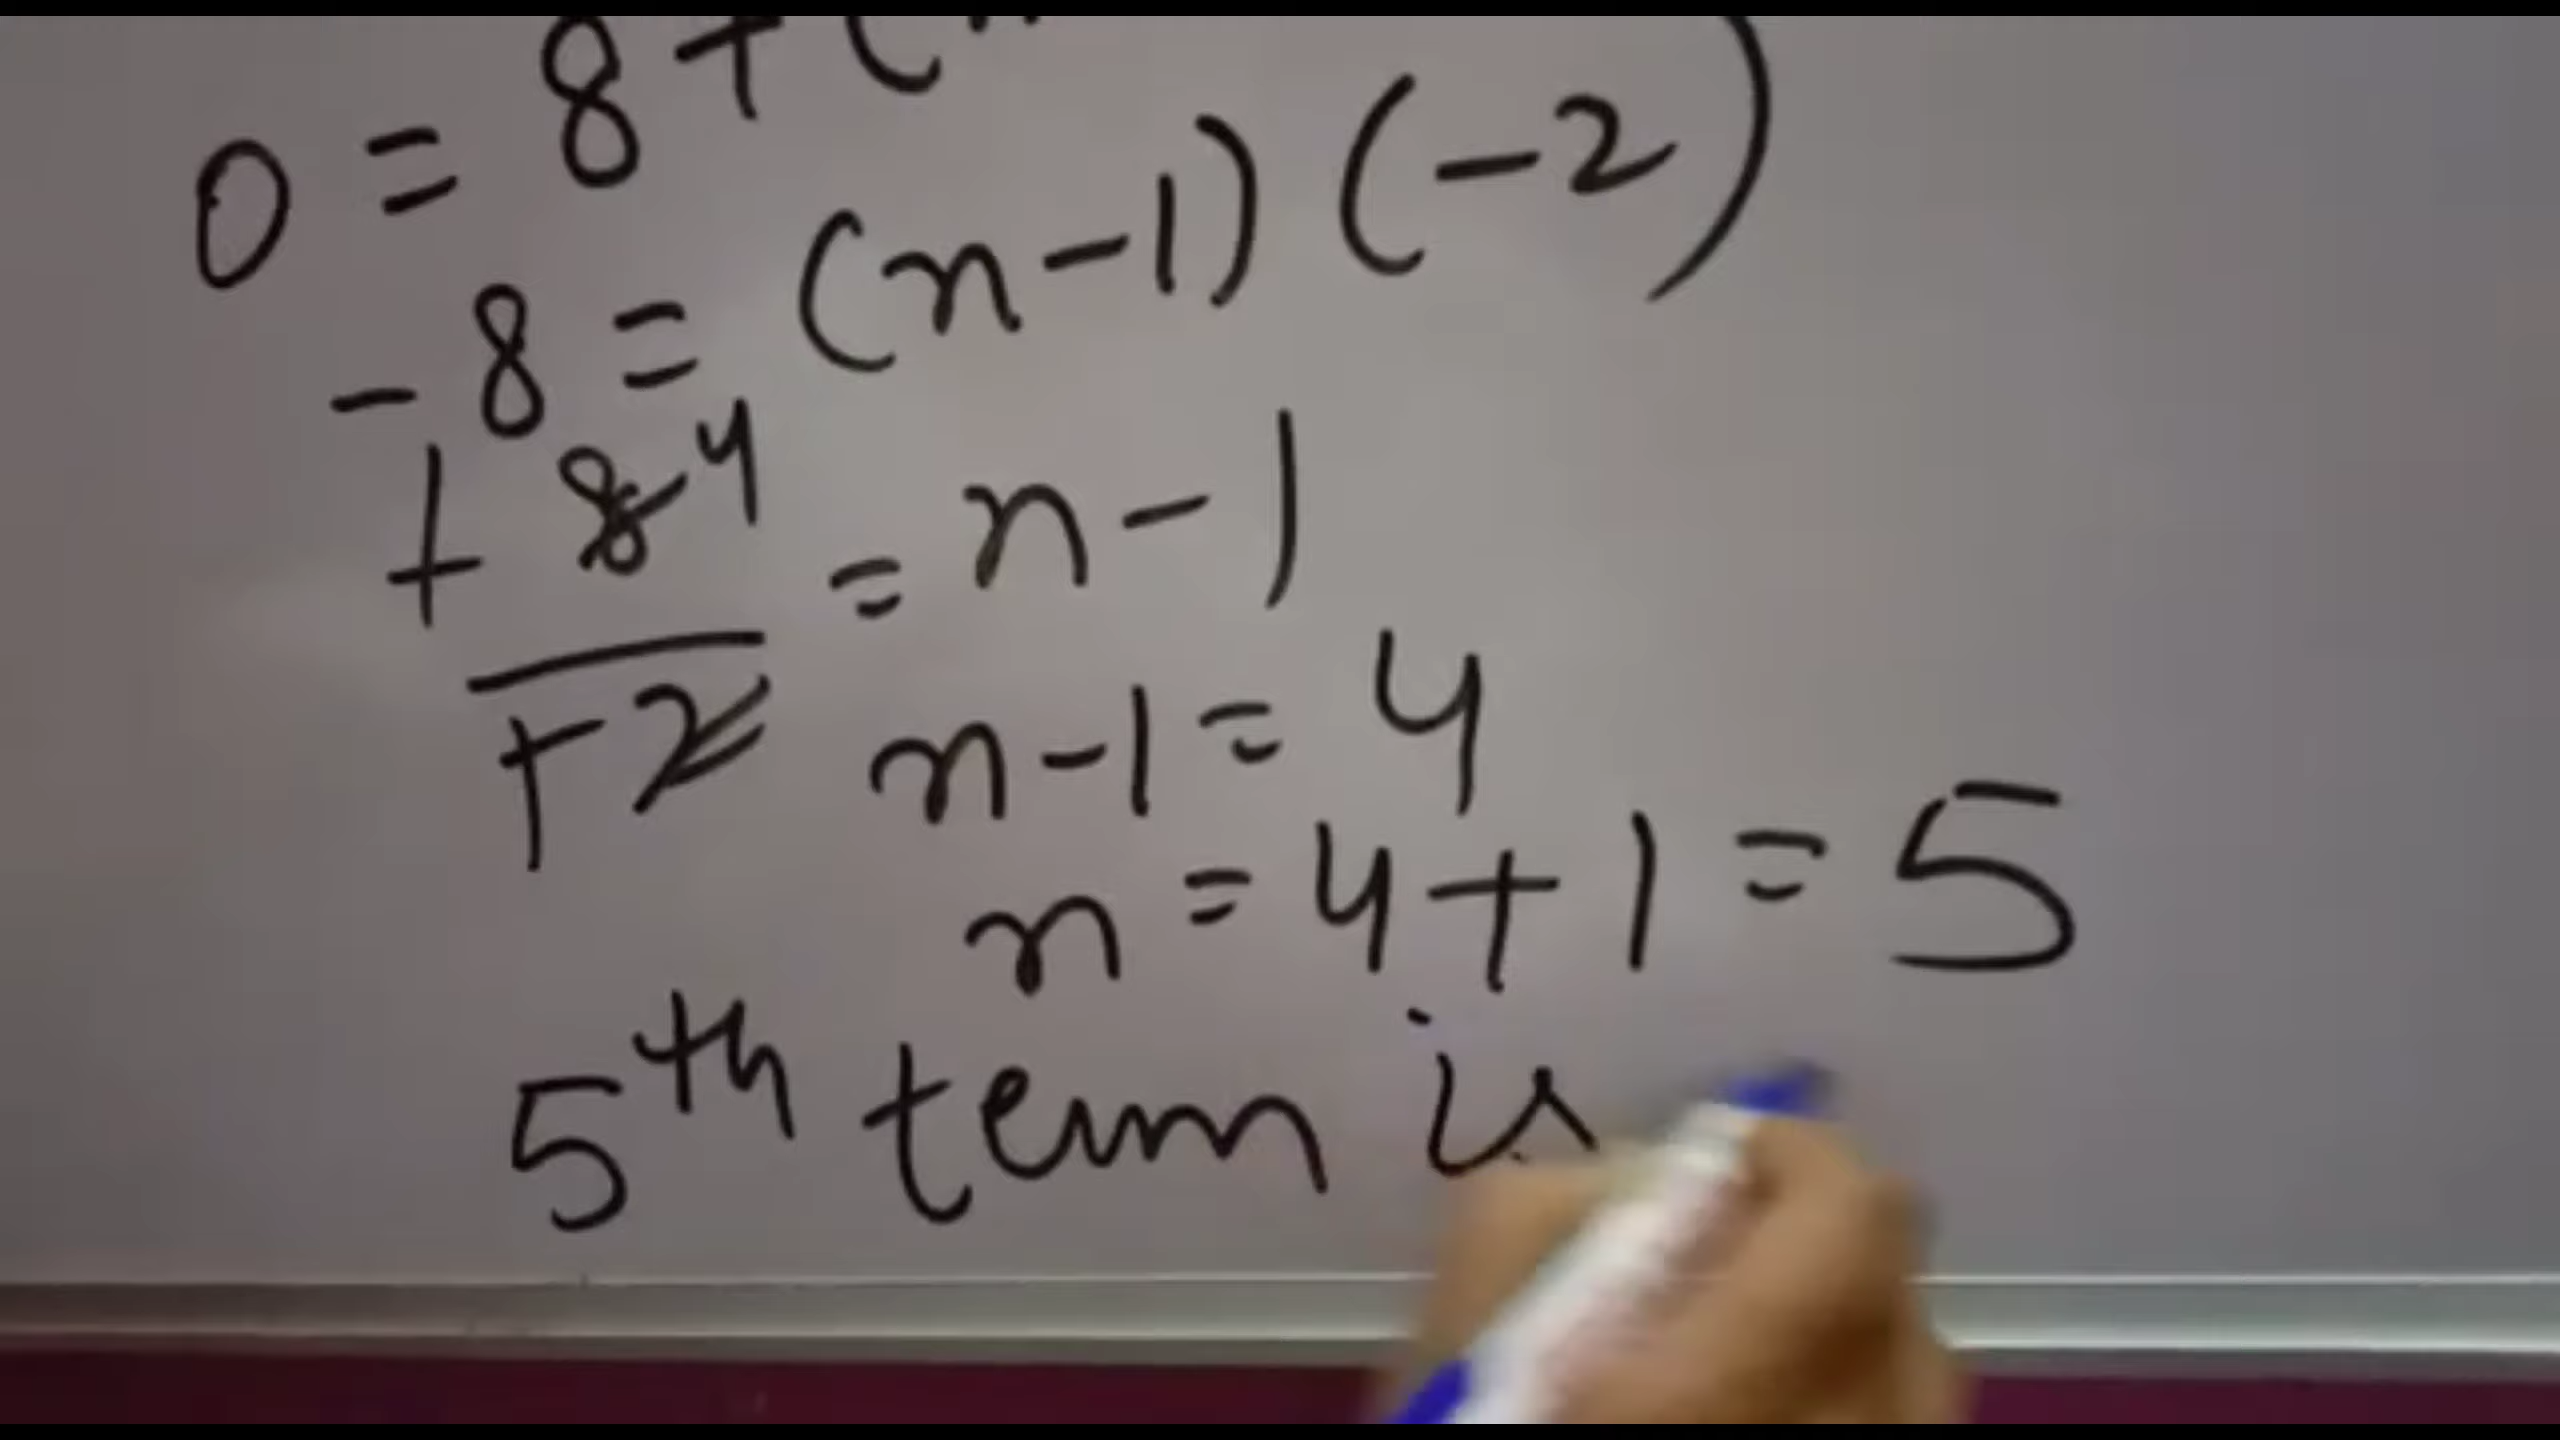 0 = 8 + (
-8 = (n-1)(-2)
+ 8 4
+2 = n-1
n-1 = 4
n = 4+1 = 5
5th term is